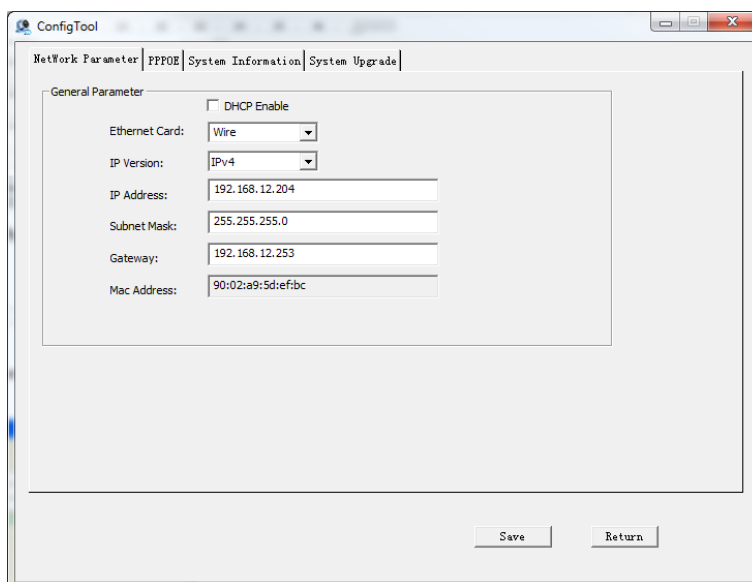 ConfigTool
NetWork Parameter PPPOE System Information System Upgrade
General Parameter
DHCP Enable
Ethernet Card: Wire
IP Version: IPv4
IP Address: 192.168.12.204
Subnet Mask: 255.255.255.0
Gateway: 192.168.12.253
Mac Address: 90:02:a9:5d:ef:bc
Save Return